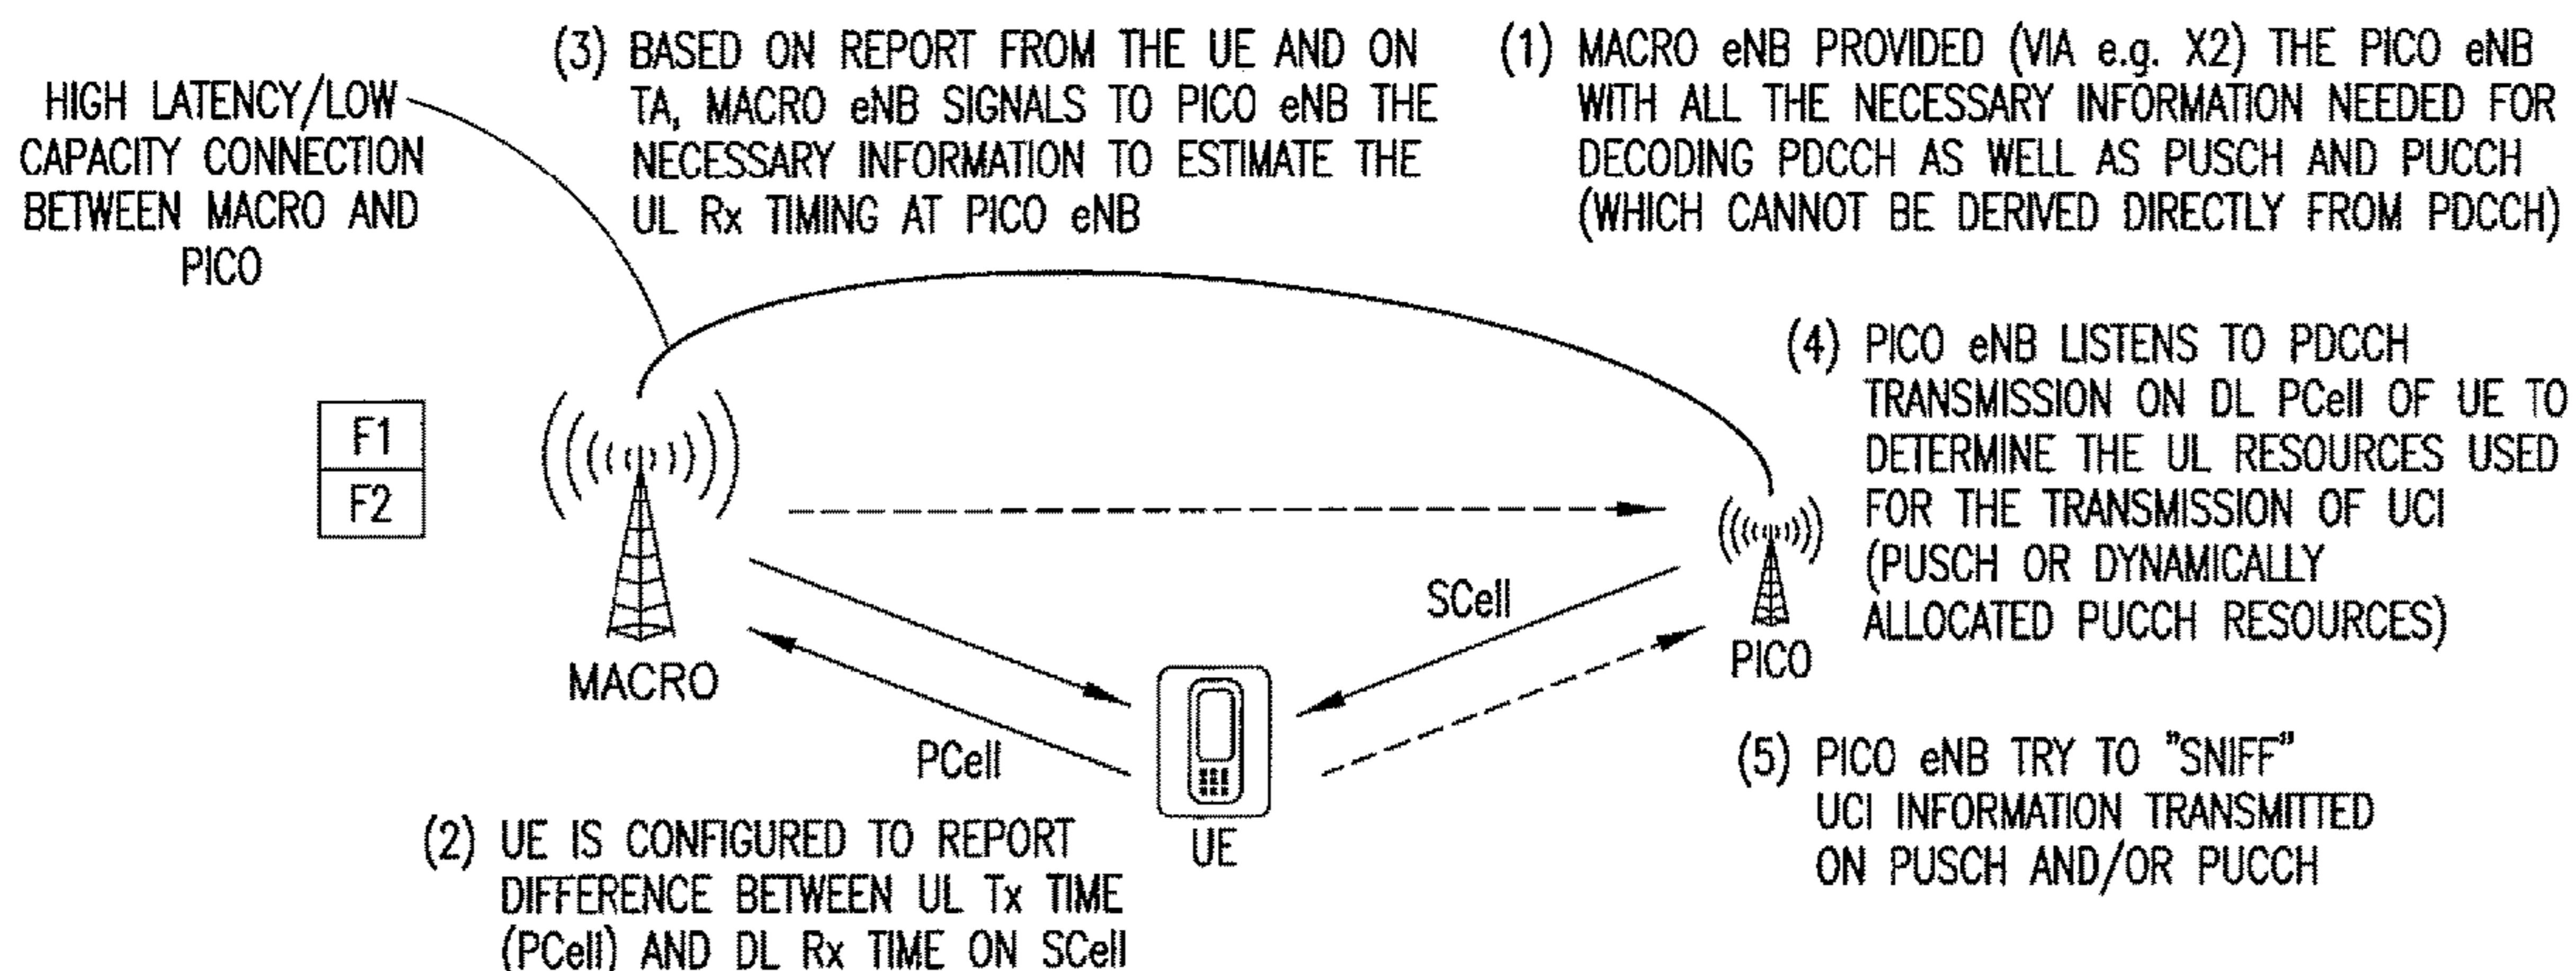 HIGH LATENCY/LOW
CAPACITY CONNECTION
BETWEEN MACRO AND
PICO
(3) BASED ON REPORT FROM THE UE AND ON
TA, MACRO eNB SIGNALS TO PICO eNB THE
NECESSARY INFORMATION TO ESTIMATE THE
UL Rx TIMING AT PICO eNB
(1) MACRO eNB PROVIDED (VIA e.g. X2) THE PICO eNB
WITH ALL THE NECESSARY INFORMATION NEEDED FOR
DECODING PDCCH AS WELL AS PUSCH AND PUCCH
(WHICH CANNOT BE DERIVED DIRECTLY FROM PDCCH)
(4) PICO eNB LISTENS TO PDCCH
TRANSMISSION ON DL PCell OF UE TO
DETERMINE THE UL RESOURCES USED
FOR THE TRANSMISSION OF UCI
(PUSCH OR DYNAMICALLY
ALLOCATED PUCCH RESOURCES)
F1
F2
MACRO
SCell
PICO
PCell
UE
(5) PICO eNB TRY TO "SNIFF"
UCI INFORMATION TRANSMITTED
ON PUSCH AND/OR PUCCH
(2) UE IS CONFIGURED TO REPORT
DIFFERENCE BETWEEN UL Tx TIME
(PCell) AND DL Rx TIME ON SCell